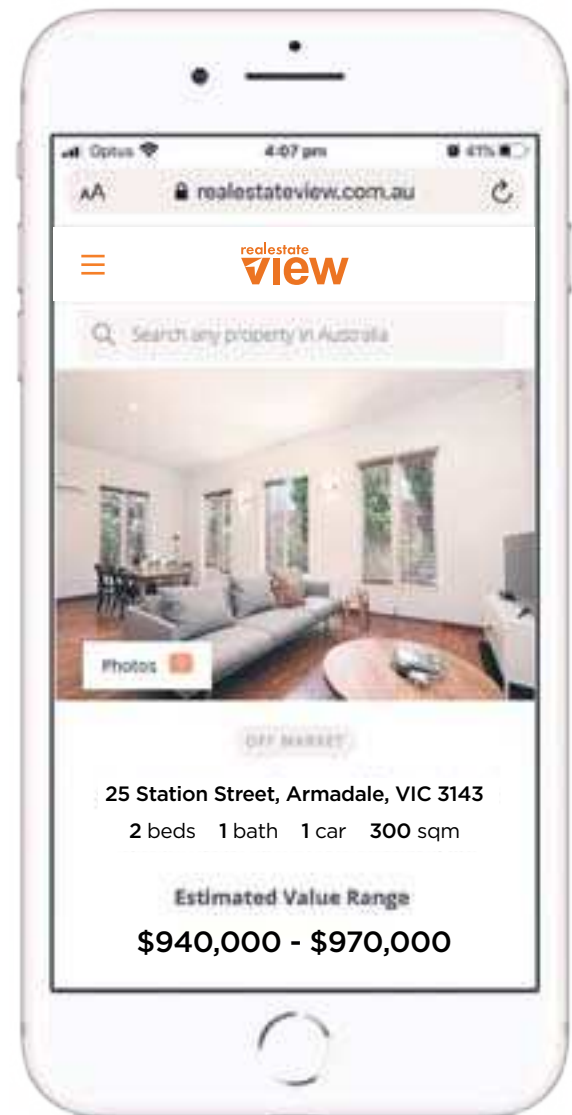 Optus 4:07 pm 41%
AA realestateview.com.au
realestate
view
Search any property in Australia
Photos
OFF MARKET
25 Station Street, Armadale, VIC 3143
2 beds 1 bath 1 car 300 sqm
Estimated Value Range
$940,000 - $970,000